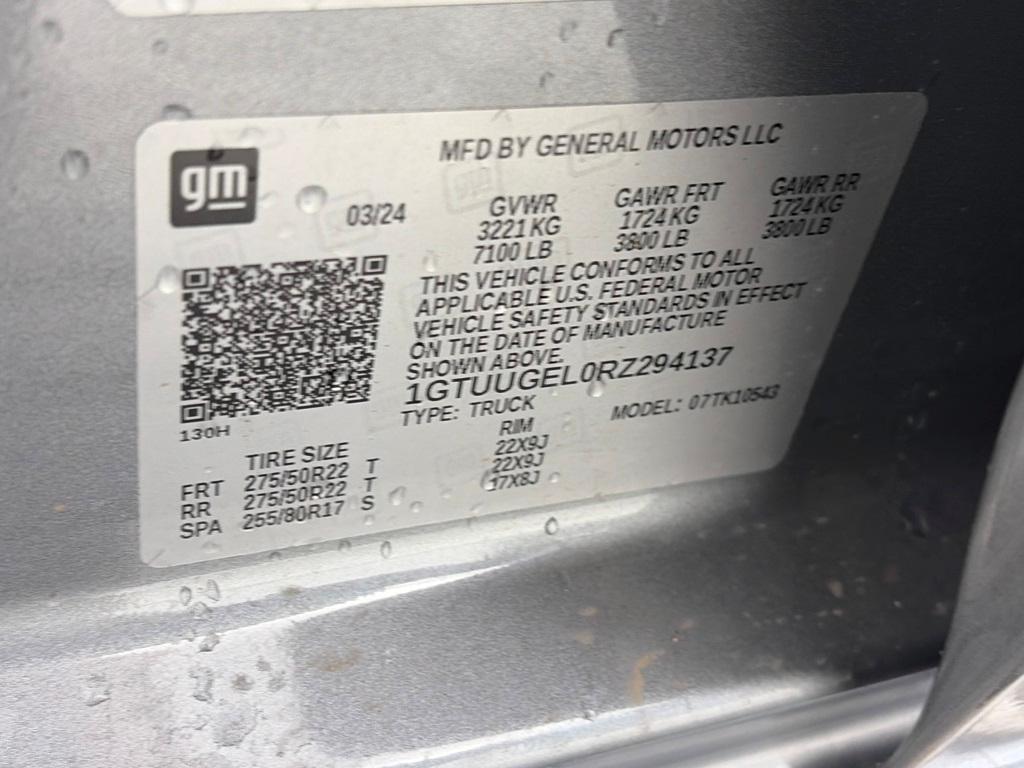 gm
MFD BY GENERAL MOTORS LLC
03/24
GVWR GAWR FRT GAWR RR
3221 KG 1724 KG 1724 KG
7100 LB 3800 LB 3800 LB
THIS VEHICLE CONFORMS TO ALL
APPLICABLE U.S. FEDERAL MOTOR
VEHICLE SAFETY STANDARDS IN EFFECT
ON THE DATE OF MANUFACTURE
SHOWN ABOVE.
1GTUUGEL0RZ294137
TYPE: TRUCK MODEL: 07TK10543
130H
TIRE SIZE RIM
FRT 275/50R22 T 22X9J
RR 275/50R22 T 22X9J
SPA 255/80R17 S 17X8J